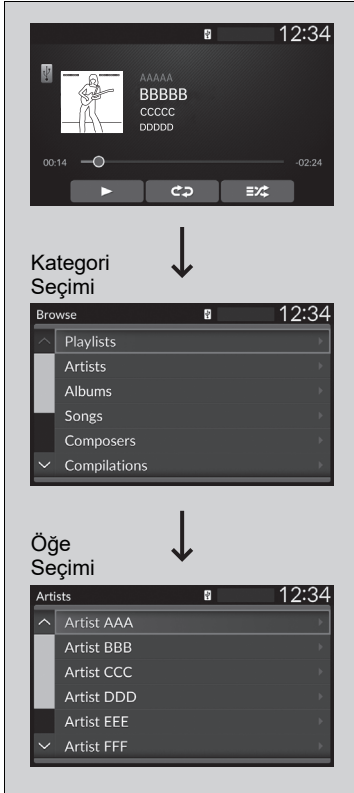 12:34
AAAAA
BBBBB
CCCCC
DDDDD
00:14
-02:24
Kategori
Seçimi
Browse
12:34
Playlists
Artists
Albums
Songs
Composers
Compilations
Öğe
Seçimi
Artists
12:34
Artist AAA
Artist BBB
Artist CCC
Artist DDD
Artist EEE
Artist FFF